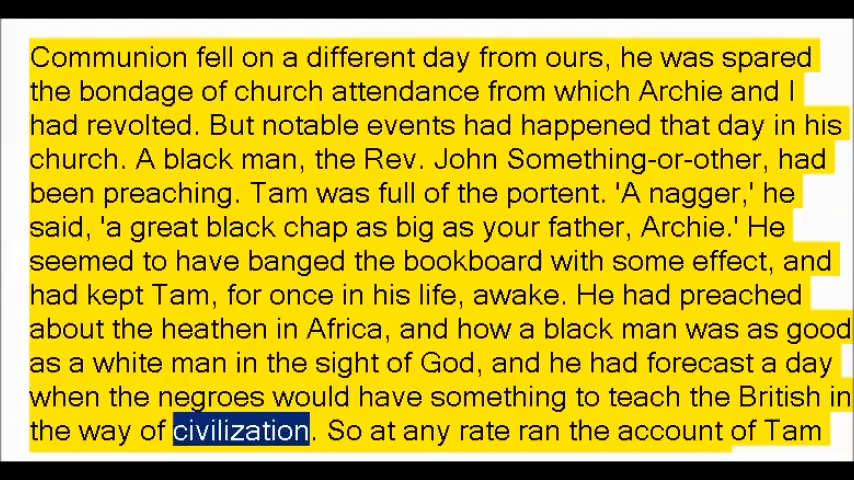 Communion fell on a different day from ours, he was spared
the bondage of church attendance from which Archie and I
had revolted. But notable events had happened that day in his
church. A black man, the Rev. John Something-or-other, had
been preaching. Tam was full of the portent. 'A nagger,' he
said, 'a great black chap as big as your father, Archie.' He
seemed to have banged the bookboard with some effect, and
had kept Tam, for once in his life, awake. He had preached
about the heathen in Africa, and how a black man was as good
as a white man in the sight of God, and he had forecast a day
when the negroes would have something to teach the British in
the way of civilization. So at any rate ran the account of Tam